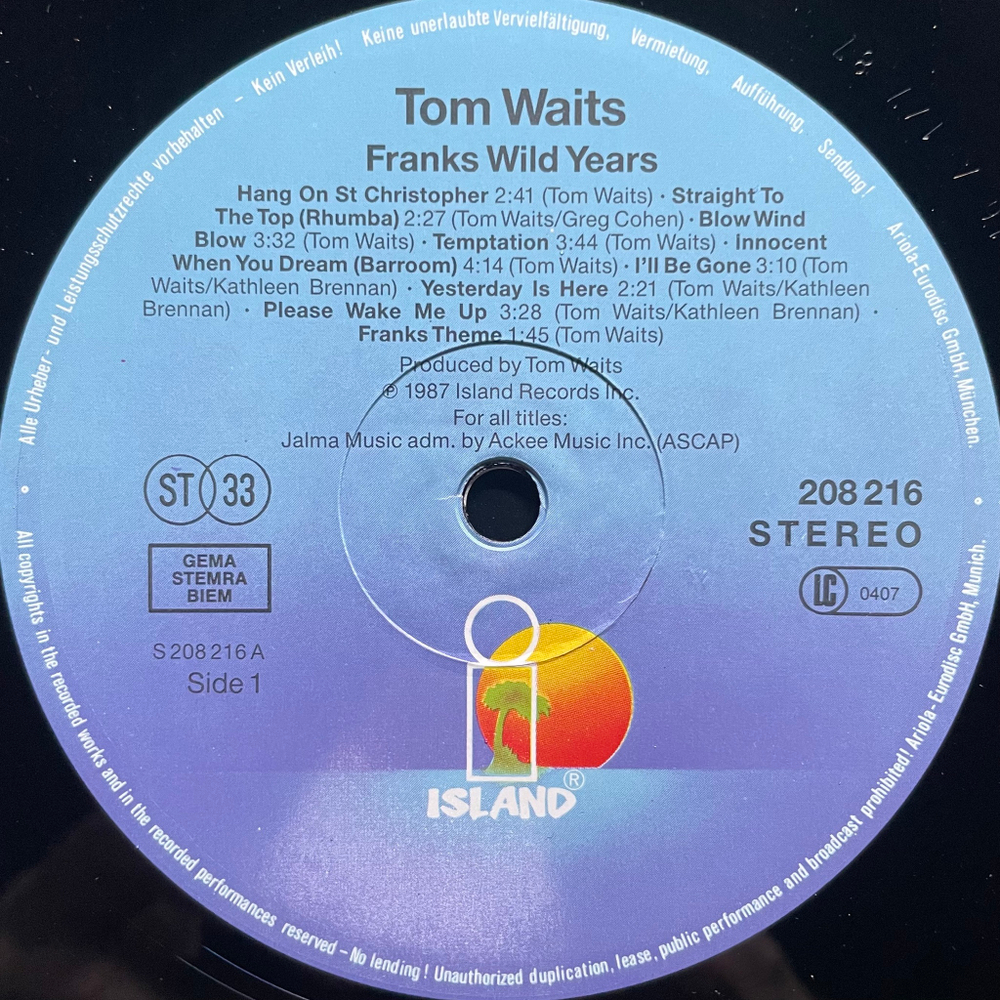 Alle Urheber- und Leistungsschutzrechte vorbehalten – Kein Verleih! Keine unerlaubte Vervielfältigung, Vermietung, Aufführung, Sendung! Ariola-Eurodisc GmbH, München.
Tom Waits
Franks Wild Years
Hang On St Christopher 2:41 (Tom Waits) · Straight To
The Top (Rhumba) 2:27 (Tom Waits/Greg Cohen) · Blow Wind
Blow 3:32 (Tom Waits) · Temptation 3:44 (Tom Waits) · Innocent
When You Dream (Barroom) 4:14 (Tom Waits) · I'll Be Gone 3:10 (Tom
Waits/Kathleen Brennan) · Yesterday Is Here 2:21 (Tom Waits/Kathleen
Brennan) · Please Wake Me Up 3:28 (Tom Waits/Kathleen Brennan) ·
Franks Theme 1:45 (Tom Waits)
Produced by Tom Waits
℗ 1987 Island Records Inc.
For all titles:
Jalma Music adm. by Ackee Music Inc. (ASCAP)
ST 33
208 216
STEREO
GEMA
STEMRA
BIEM
LC 0407
S 208 216 A
Side 1
ISLAND ®
All copyrights in the recorded works and in the recorded performances reserved – No lending! Unauthorized duplication, lease, public performance and broadcast prohibited! Ariola-Eurodisc GmbH, Munich.